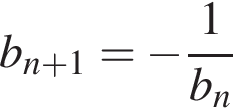 b_{n+1} = -\frac{1}{b_n}